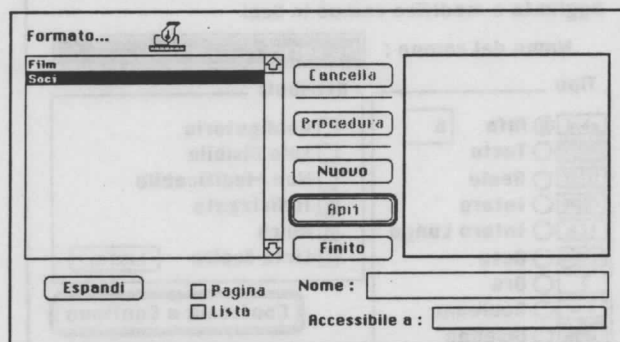 Formato...
Film
Soci
Cancella
Procedura
Nuovo
Apri
Finito
Espandi
Pagina
Lista
Nome :
Accessibile a :